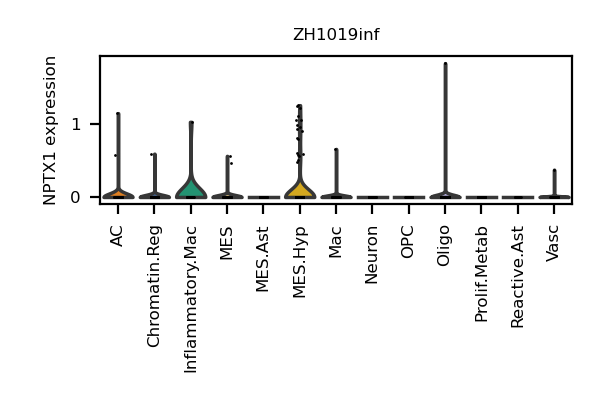 ZH1019inf
NPTX1 expression
1
0
AC
Chromatin.Reg
Inflammatory.Mac
MES
MES.Ast
MES.Hyp
Mac
Neuron
OPC
Oligo
Prolif.Metab
Reactive.Ast
Vasc